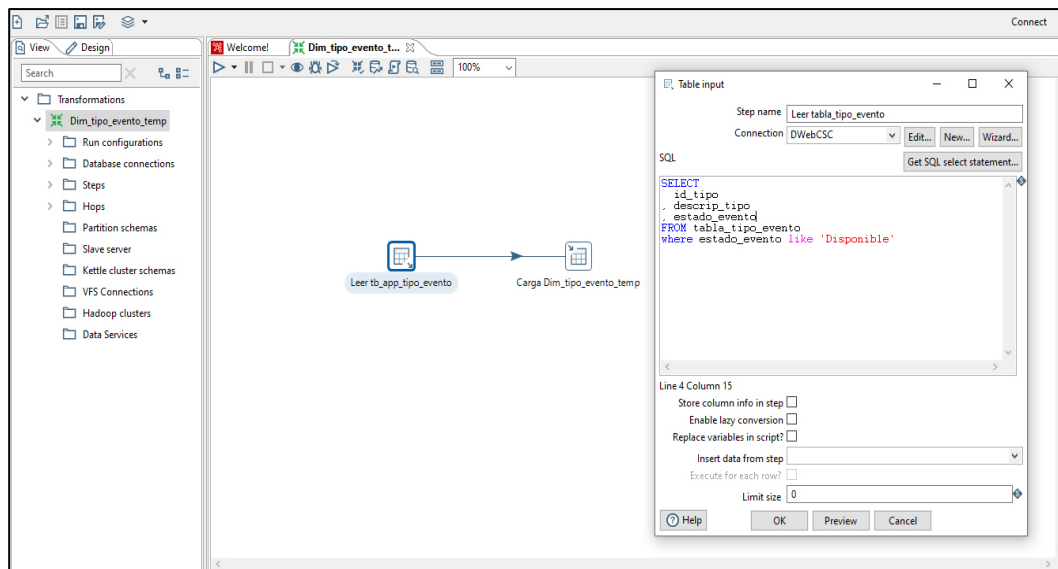 Connect
View
Design
Welcome!
Dim_tipo_evento_t...
Search
100%
Transformations
Dim_tipo_evento_temp
Run configurations
Database connections
Steps
Hops
Partition schemas
Slave server
Kettle cluster schemas
VFS Connections
Hadoop clusters
Data Services
Leer tb_app_tipo_evento
Carga Dim_tipo_evento_temp
Table input
Step name Leer tabla_tipo_evento
Connection DWebCSC Edit... New... Wizard...
SQL Get SQL select statement...
SELECT
id_tipo
, descrip_tipo
, estado_evento
FROM tabla_tipo_evento
where estado_evento like 'Disponible'
Line 4 Column 15
Store column info in step
Enable lazy conversion
Replace variables in script?
Insert data from step
Execute for each row?
Limit size 0
Help OK Preview Cancel